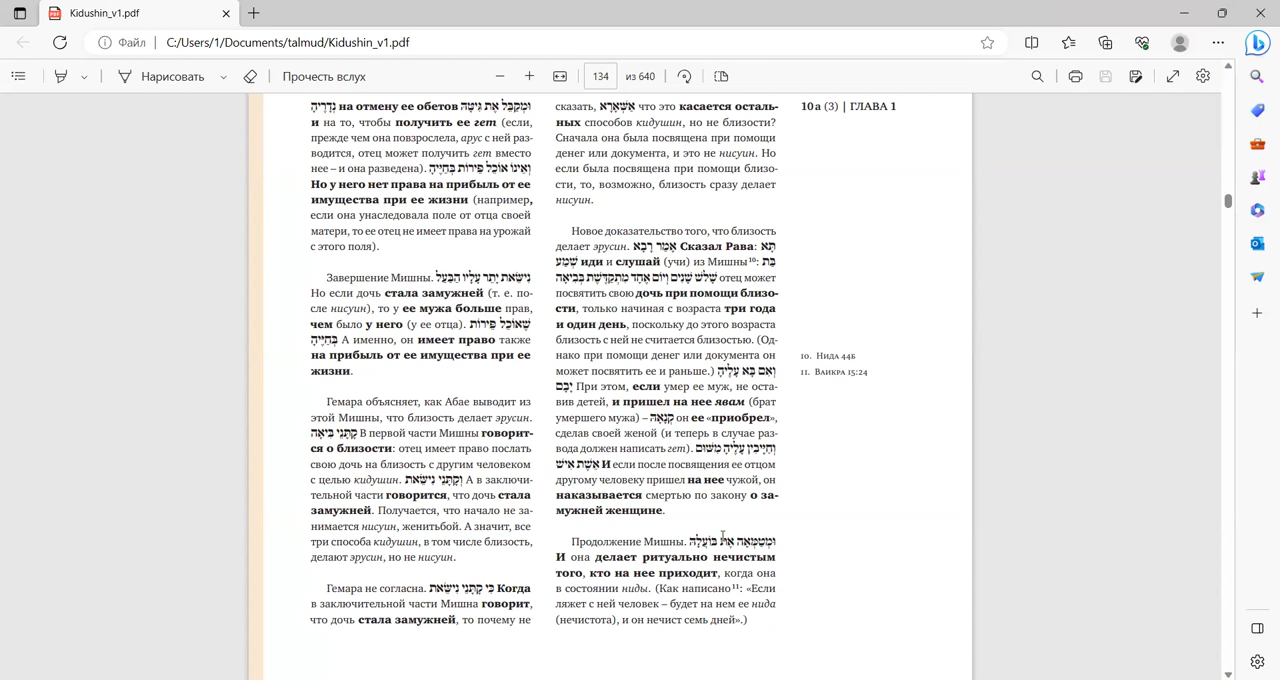 Kidushin_v1.pdf
Файл C:/Users/1/Documents/talmud/Kidushin_v1.pdf
Нарисовать Прочесть вслух 134 из 640
וּמְקַבֵּל אֶת גִּיטָּהּ на отмену ее обетов נְדָרֶיהָ
и на то, чтобы получить ее гет (если,
прежде чем она повзрослела, арус с ней раз-
водится, отец может получить гет вместо
нее – и она разведена). וְאֵינוֹ אוֹכֵל פֵּירוֹת בְּחַיֶּיהָ
Но у него нет права на прибыль от ее
имущества при ее жизни (например,
если она унаследовала поле от отца своей
матери, то ее отец не имеет права на урожай
с этого поля).
Завершение Мишны. נִישֵּׂאת יָתֵר עָלָיו הַבַּעַל
Но если дочь стала замужней (т. е. по-
сле нисуин), то у ее мужа больше прав,
чем было у него (у ее отца). שֶׁאוֹכֵל פֵּירוֹת
בְּחַיֶּיהָ А именно, он имеет право также
на прибыль от ее имущества при ее
жизни.
Гемара объясняет, как Абае выводит из
этой Мишны, что близость делает эрусин.
קָתָנֵי בִּיאָה В первой части Мишны говорит-
ся о близости: отец имеет право послать
свою дочь на близость с другим человеком
с целью кидушин. וְקָתָנֵי נִישֵּׂאת А в заключи-
тельной части говорится, что дочь стала
замужней. Получается, что начало не за-
нимается нисуин, женитьбой. А значит, все
три способа кидушин, в том числе близость,
делают эрусин, но не нисуин.
Гемара не согласна. כִּי קָתָנֵי נִישֵּׂאת Когда
в заключительной части Мишна говорит,
что дочь стала замужней, то почему не
сказать, אַשְּׁאָרָא что это касается осталь-
ных способов кидушин, но не близости?
Сначала она была посвящена при помощи
денег или документа, и это не нисуин. Но
если была посвящена при помощи близо-
сти, то, возможно, близость сразу делает
нисуин.
Новое доказательство того, что близость
делает эрусин. אָמַר רָבָא Сказал Рава: תָּא
שְׁמַע иди и слушай (учи) из Мишны¹⁰: בַּת
שָׁלֹשׁ שָׁנִים וְיוֹם אֶחָד מִתְקַדֶּשֶׁת בְּבִיאָה отец может
посвятить свою дочь при помощи близо-
сти, только начиная с возраста три года
и один день, поскольку до этого возраста
близость с ней не считается близостью. (Од-
нако при помощи денег или документа он
может посвятить ее и раньше.) וְאִם בָּא עָלֶיהָ
יָבָם При этом, если умер ее муж, не оста-
вив детей, и пришел на нее явам (брат
умершего мужа) – קְנָאָהּ он ее «приобрел»,
сделав своей женой (и теперь в случае раз-
вода должен написать гет). וְחַיָּיבִין עָלֶיהָ מִשּׁוּם
אֵשֶׁת אִישׁ И если после посвящения ее отцом
другому человеку пришел на нее чужой, он
наказывается смертью по закону о за-
мужней женщине.
Продолжение Мишны. וּמְטַמְּאָה אֶת בּוֹעֲלָהּ
И она делает ритуально нечистым
того, кто на нее приходит, когда она
в состоянии ниды. (Как написано¹¹: «Если
ляжет с ней человек – будет на нем ее нида
(нечистота), и он нечист семь дней».)
10a (3) | ГЛАВА 1
10. Нида 44б
11. Ваикра 15:24